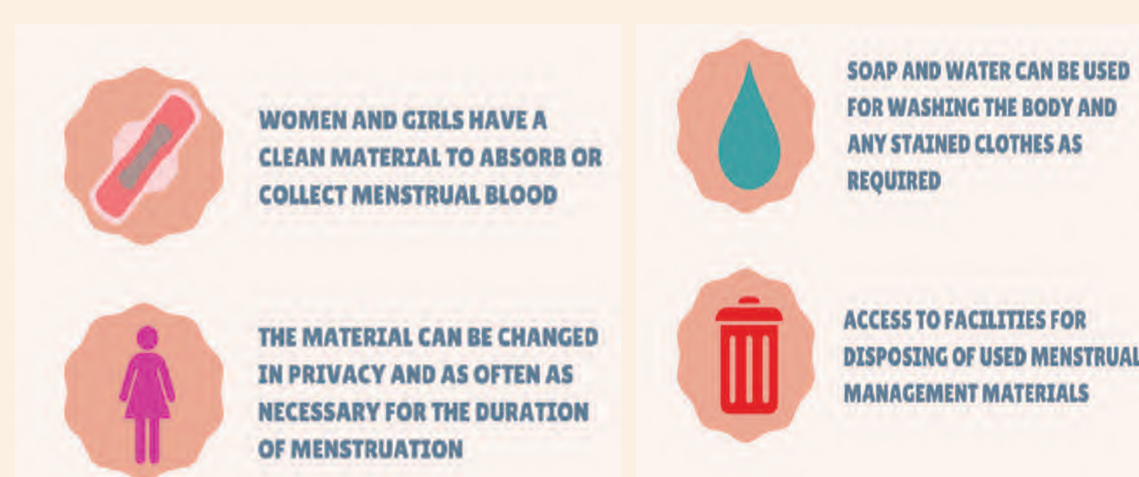 WOMEN AND GIRLS HAVE A
CLEAN MATERIAL TO ABSORB OR
COLLECT MENSTRUAL BLOOD
THE MATERIAL CAN BE CHANGED
IN PRIVACY AND AS OFTEN AS
NECESSARY FOR THE DURATION
OF MENSTRUATION
SOAP AND WATER CAN BE USED
FOR WASHING THE BODY AND
ANY STAINED CLOTHES AS
REQUIRED
ACCESS TO FACILITIES FOR
DISPOSING OF USED MENSTRUAL
MANAGEMENT MATERIALS